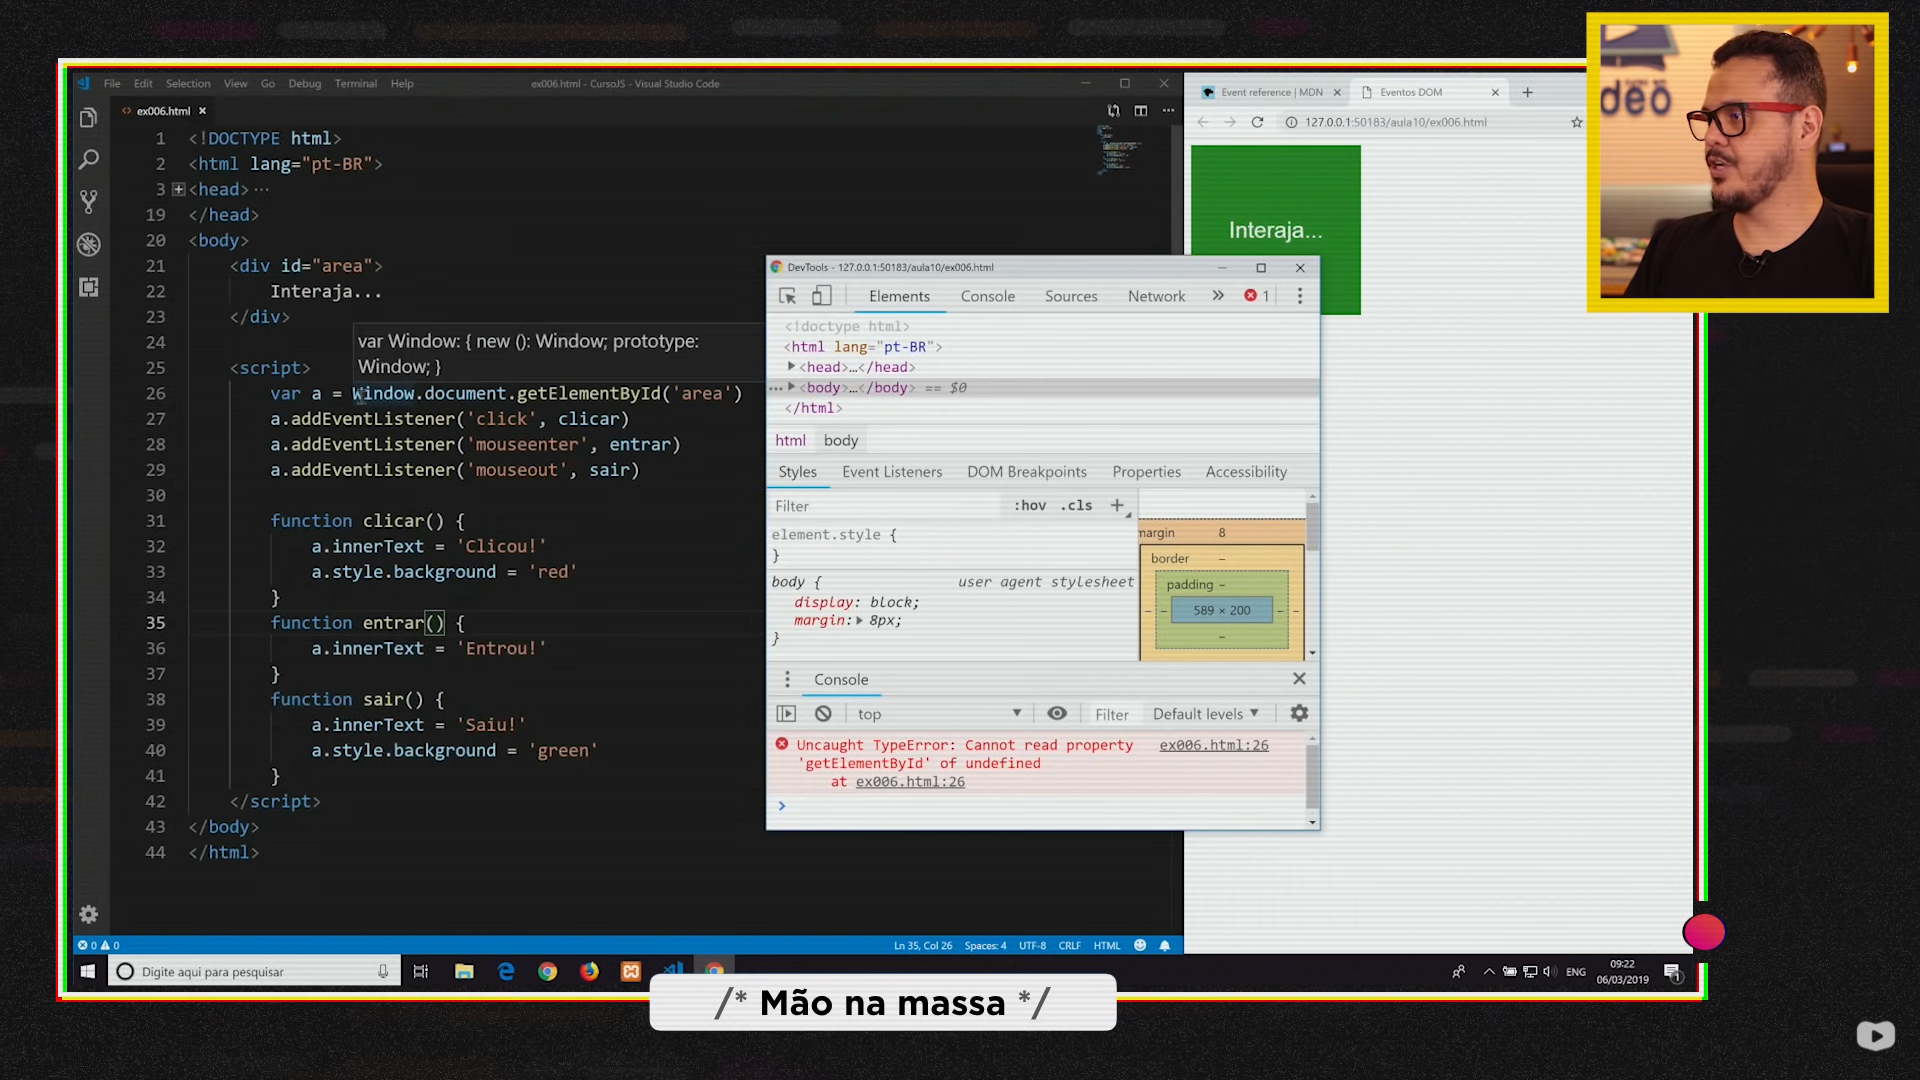 File Edit Selection View Go Debug Terminal Help
ex006.html - CursoJS - Visual Studio Code
ex006.html
1 <!DOCTYPE html>
2 <html lang="pt-BR">
3 <head> ...
19 </head>
20 <body>
21 <div id="area">
22 Interaja...
23 </div>
24
25 <script>
var Window: { new (): Window; prototype:
Window; }
26 var a = Window.document.getElementById('area')
27 a.addEventListener('click', clicar)
28 a.addEventListener('mouseenter', entrar)
29 a.addEventListener('mouseout', sair)
30
31 function clicar() {
32 a.innerText = 'Clicou!'
33 a.style.background = 'red'
34 }
35 function entrar() {
36 a.innerText = 'Entrou!'
37 }
38 function sair() {
39 a.innerText = 'Saiu!'
40 a.style.background = 'green'
41 }
42 </script>
43 </body>
44 </html>
0 0
Ln 35, Col 26 Spaces: 4 UTF-8 CRLF HTML
Event reference | MDN
Eventos DOM
127.0.0.1:50183/aula10/ex006.html
Interaja...
DevTools - 127.0.0.1:50183/aula10/ex006.html
Elements Console Sources Network 1
<!doctype html>
<html lang="pt-BR">
<head>...</head>
... <body>...</body> == $0
</html>
html body
Styles Event Listeners DOM Breakpoints Properties Accessibility
Filter :hov .cls
element.style {
}
body { user agent stylesheet
display: block;
margin: 8px;
}
margin 8
border –
padding –
– – 589 × 200 – –
–
Console
top Filter Default levels
Uncaught TypeError: Cannot read property ex006.html:26
'getElementById' of undefined
at ex006.html:26
deo
Digite aqui para pesquisar
ENG
09:22
06/03/2019
1
/* Mão na massa */